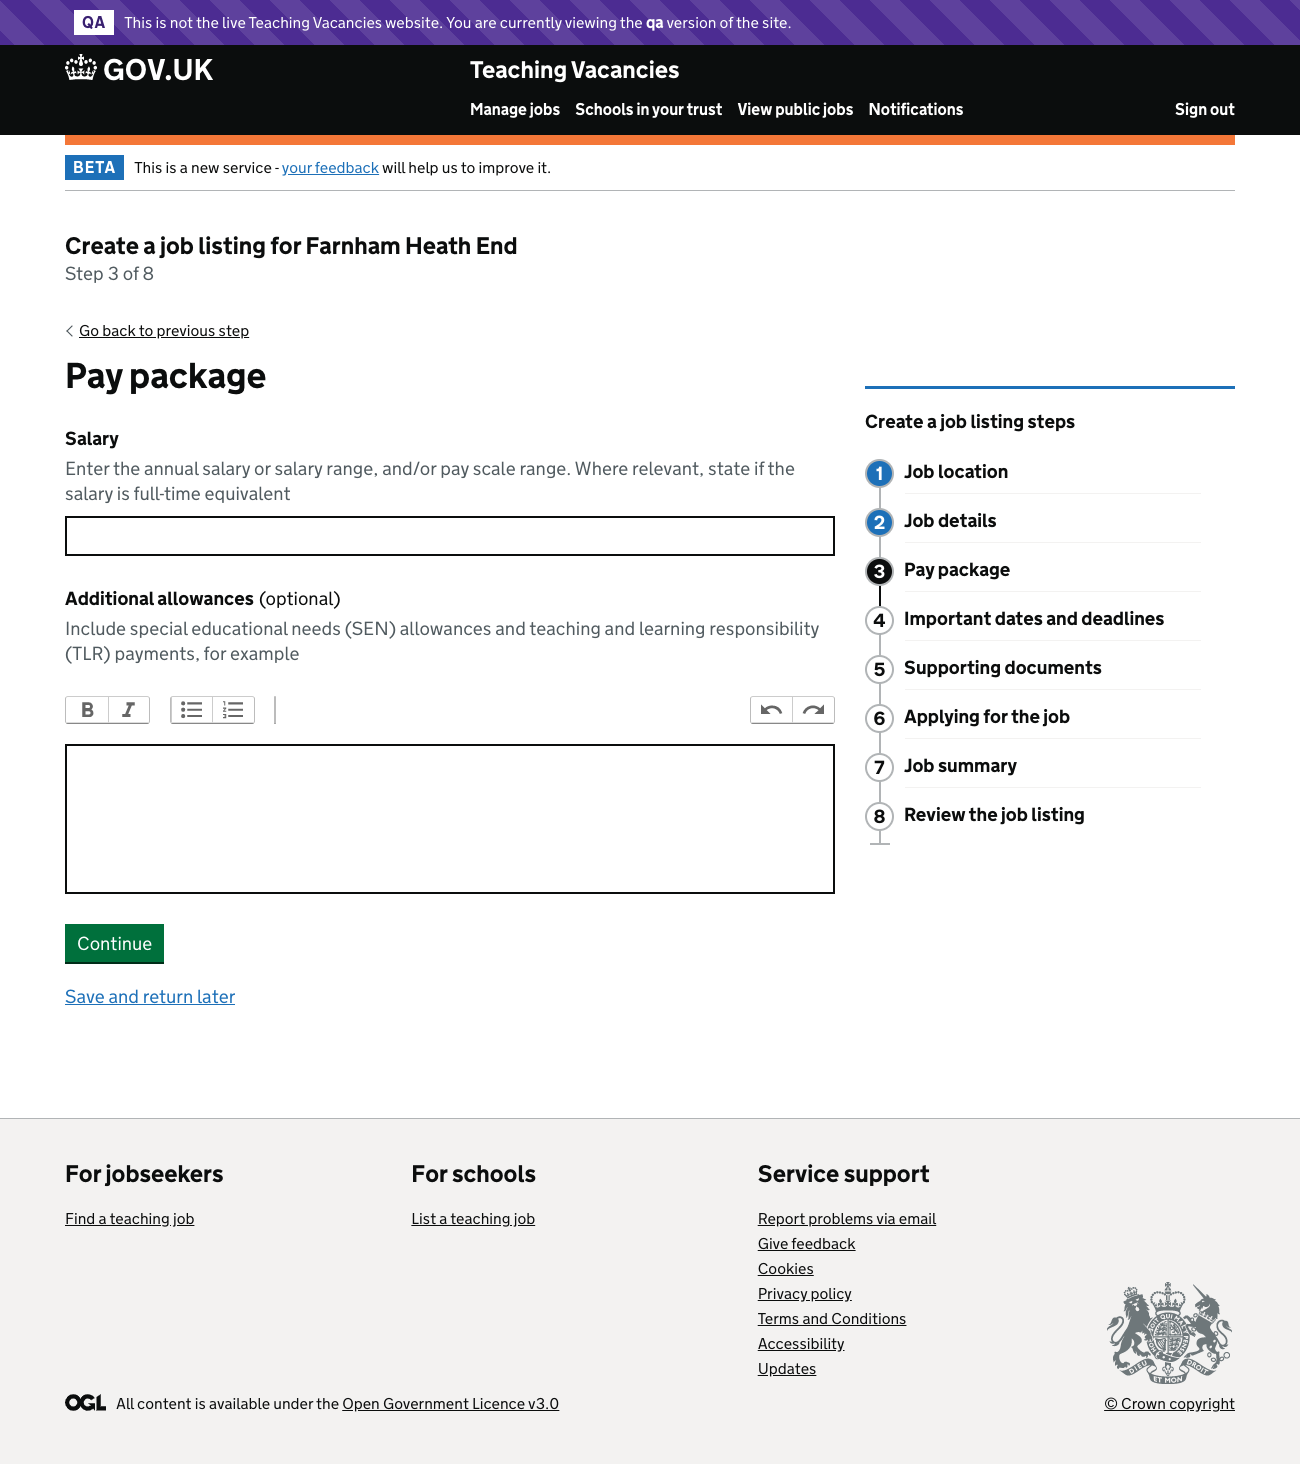 QA This is not the live Teaching Vacancies website. You are currently viewing the qa version of the site.
GOV.UK
Teaching Vacancies
Manage jobs Schools in your trust View public jobs Notifications Sign out
BETA This is a new service - your feedback will help us to improve it.
Create a job listing for Farnham Heath End
Step 3 of 8
Go back to previous step
Pay package
Salary
Enter the annual salary or salary range, and/or pay scale range. Where relevant, state if the
salary is full-time equivalent
Additional allowances (optional)
Include special educational needs (SEN) allowances and teaching and learning responsibility
(TLR) payments, for example
B I
Continue
Save and return later
Create a job listing steps
1 Job location
2 Job details
3 Pay package
4 Important dates and deadlines
5 Supporting documents
6 Applying for the job
7 Job summary
8 Review the job listing
For jobseekers
Find a teaching job
For schools
List a teaching job
Service support
Report problems via email
Give feedback
Cookies
Privacy policy
Terms and Conditions
Accessibility
Updates
DIEU ET MON DROIT
OGL All content is available under the Open Government Licence v3.0
© Crown copyright